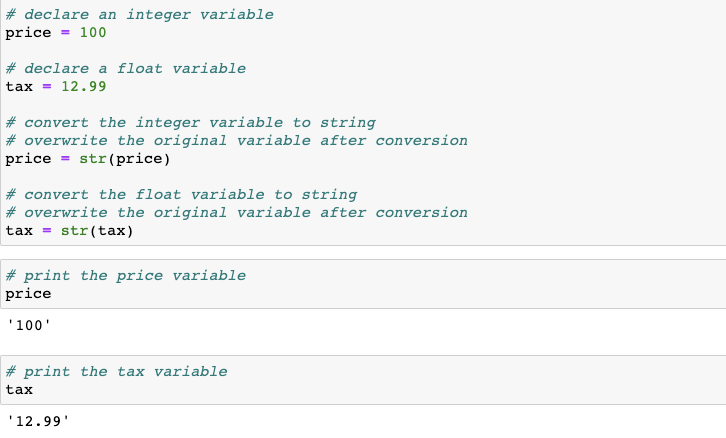 # declare an integer variable
price = 100
# declare a float variable
tax = 12.99
# convert the integer variable to string
# overwrite the original variable after conversion
price = str(price)
# convert the float variable to string
# overwrite the original variable after conversion
tax = str(tax)
# print the price variable
price
'100'
# print the tax variable
tax
'12.99'